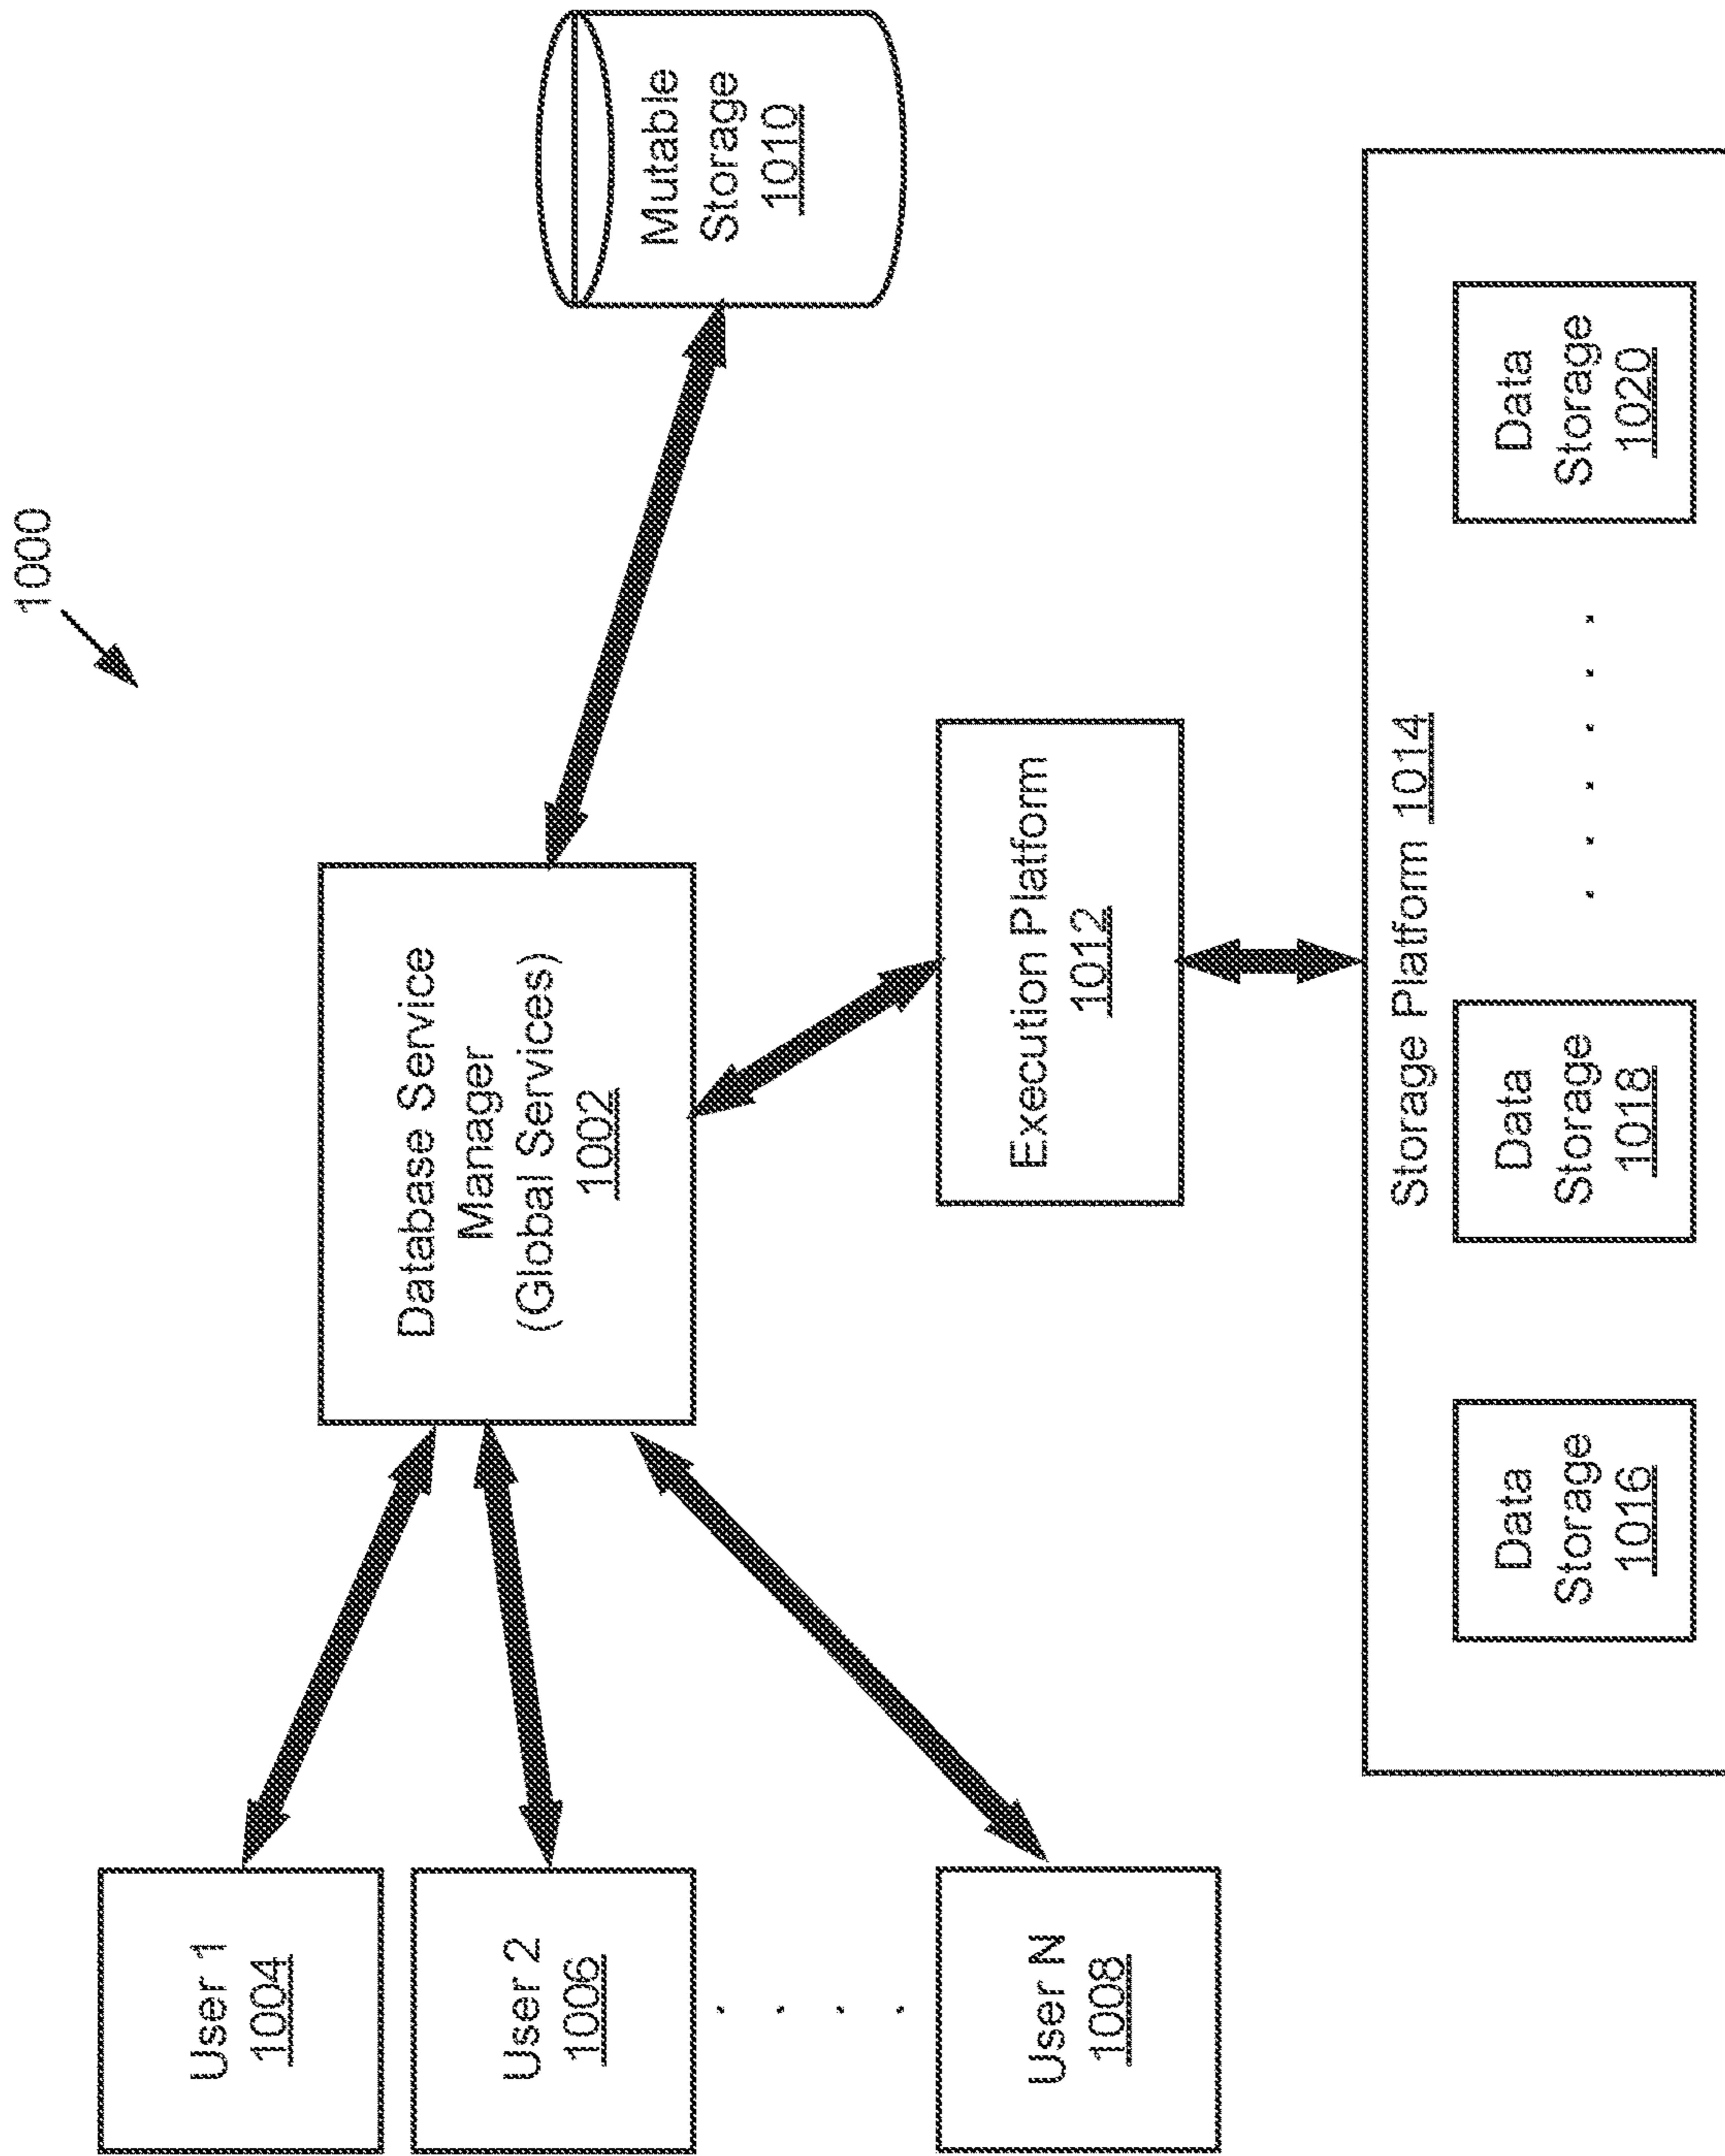 1000
User 1
1004
User 2
1006
User N
1008
Database Service
Manager
(Global Services)
1002
Mutable
Storage
1010
Execution Platform
1012
Storage Platform 1014
Data
Storage
1016
Data
Storage
1018
Data
Storage
1020